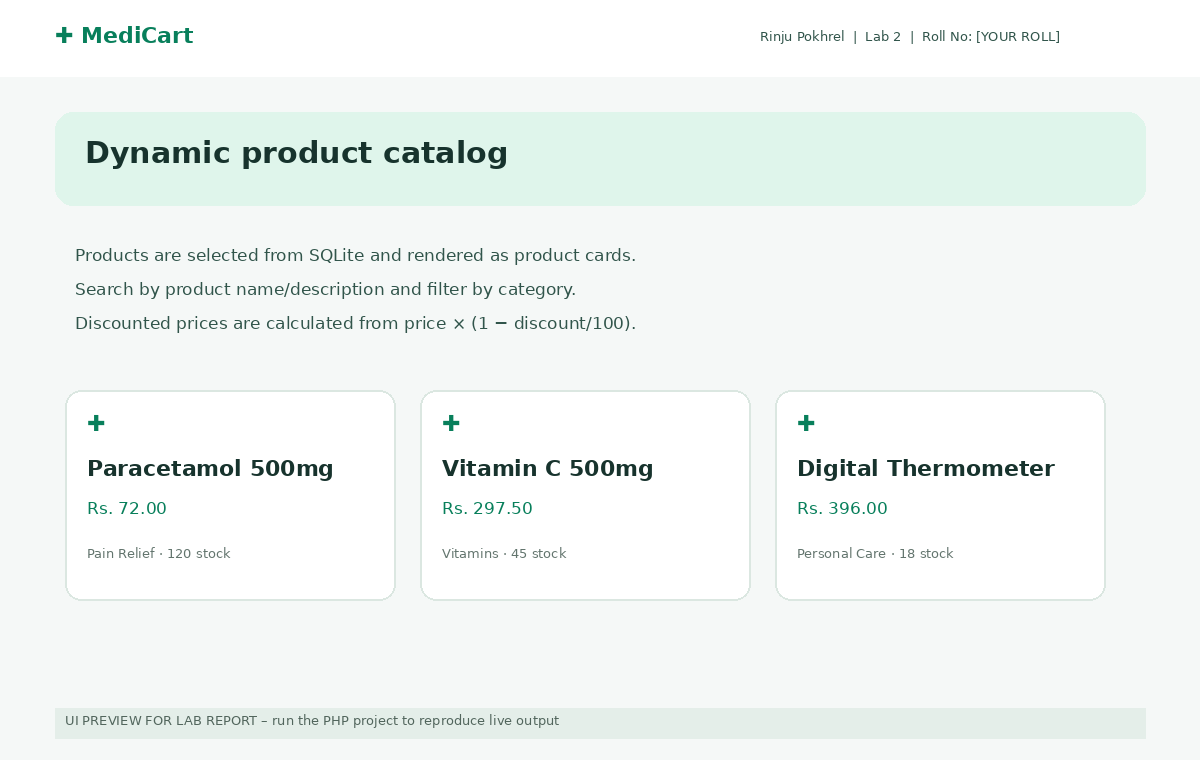 ✚ MediCart
Rinju Pokhrel | Lab 2 | Roll No: [YOUR ROLL]
Dynamic product catalog
Products are selected from SQLite and rendered as product cards.
Search by product name/description and filter by category.
Discounted prices are calculated from price × (1 − discount/100).
✚
Paracetamol 500mg
Rs. 72.00
Pain Relief · 120 stock
✚
Vitamin C 500mg
Rs. 297.50
Vitamins · 45 stock
✚
Digital Thermometer
Rs. 396.00
Personal Care · 18 stock
UI PREVIEW FOR LAB REPORT – run the PHP project to reproduce live output